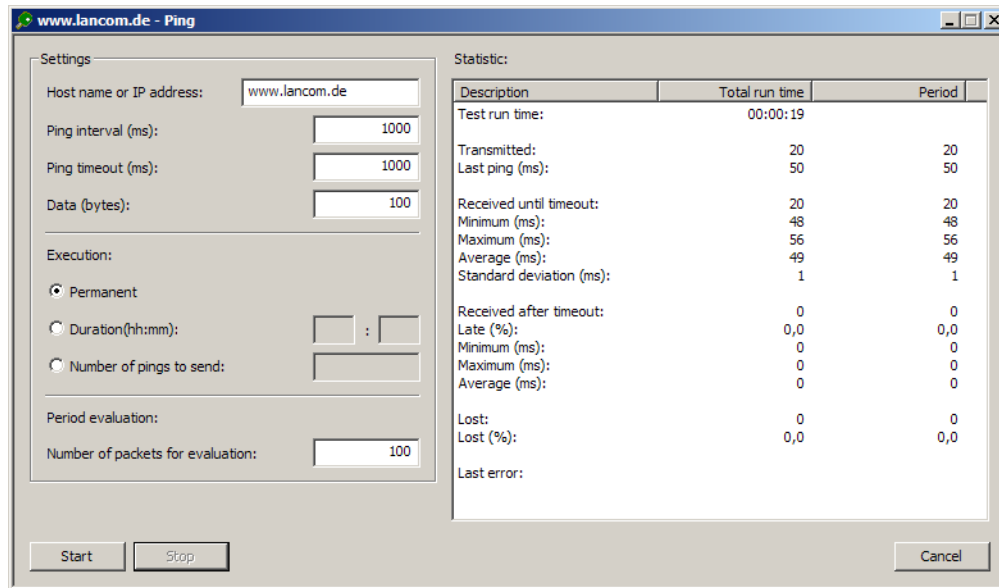 www.lancom.de - Ping
Settings
Host name or IP address: www.lancom.de
Ping interval (ms): 1000
Ping timeout (ms): 1000
Data (bytes): 100
Execution:
Permanent
Duration(hh:mm): :
Number of pings to send:
Period evaluation:
Number of packets for evaluation: 100
Statistic:
Description Total run time Period
Test run time: 00:00:19
Transmitted: 20 20
Last ping (ms): 50 50
Received until timeout: 20 20
Minimum (ms): 48 48
Maximum (ms): 56 56
Average (ms): 49 49
Standard deviation (ms): 1 1
Received after timeout: 0 0
Late (%): 0,0 0,0
Minimum (ms): 0 0
Maximum (ms): 0 0
Average (ms): 0 0
Lost: 0 0
Lost (%): 0,0 0,0
Last error:
Start Stop Cancel